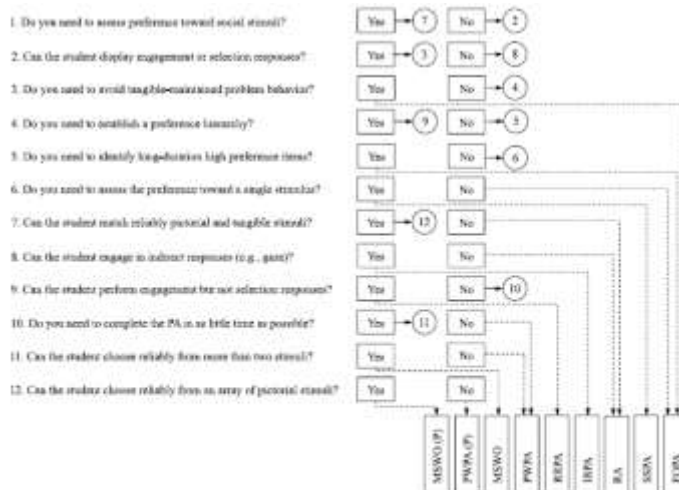 1. Do you need to assess preference toward social stimuli? Yes 7 No 2
2. Can the student display engagement or selection responses? Yes 3 No 8
3. Do you need to avoid tangible-maintained problem behavior? Yes No 4
4. Do you need to establish a preference hierarchy? Yes 9 No 5
5. Do you need to identify long-duration high preference items? Yes No 6
6. Do you need to assess the preference toward a single stimulus? Yes No
7. Can the student match reliably pictorial and tangible stimuli? Yes 12 No
8. Can the student engage in indirect responses (e.g., gaze)? Yes No
9. Can the student perform engagement but not selection responses? Yes No 10
10. Do you need to complete the PA in as little time as possible? Yes 11 No
11. Can the student choose reliably from more than two stimuli? Yes No
12. Can the student choose reliably from an array of pictorial stimuli? Yes No
MSWO (P)
PWPA (P)
MSWO
PWPA
RRPA
IRPA
RA
SSPA
FOPA